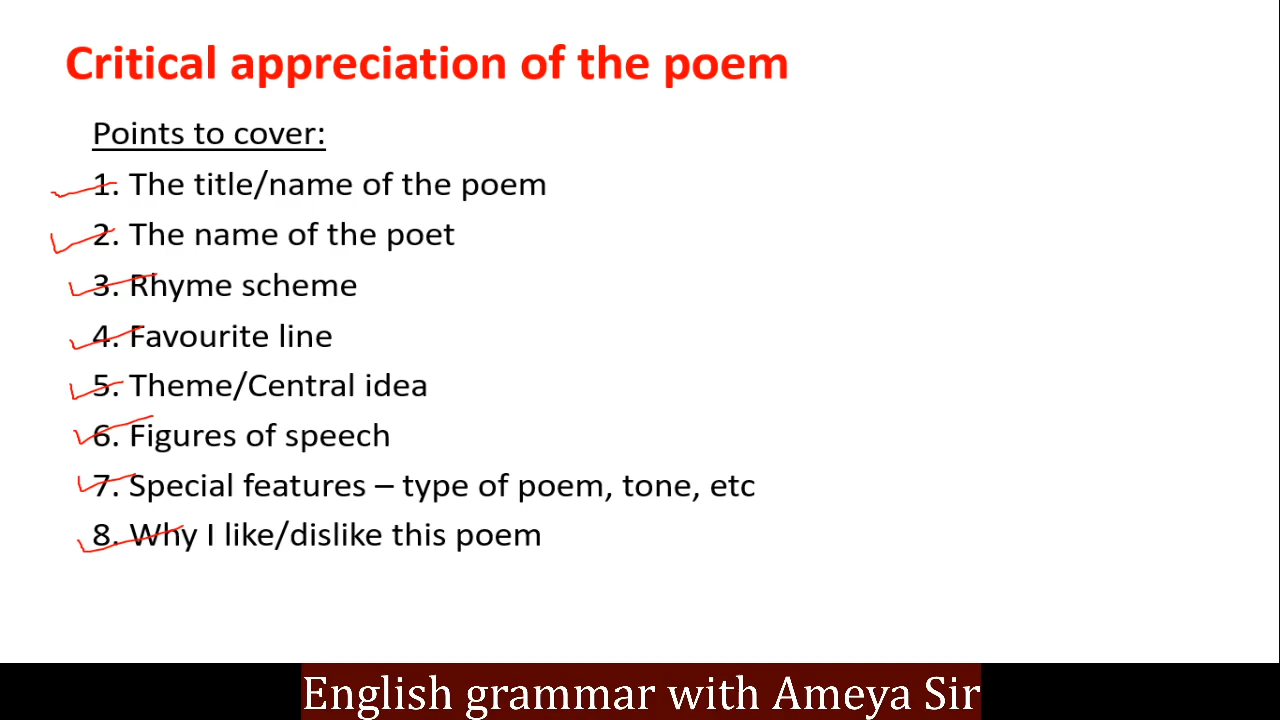 Critical appreciation of the poem
Points to cover:
1. The title/name of the poem
2. The name of the poet
3. Rhyme scheme
4. Favourite line
5. Theme/Central idea
6. Figures of speech
7. Special features – type of poem, tone, etc
8. Why I like/dislike this poem
English grammar with Ameya Sir